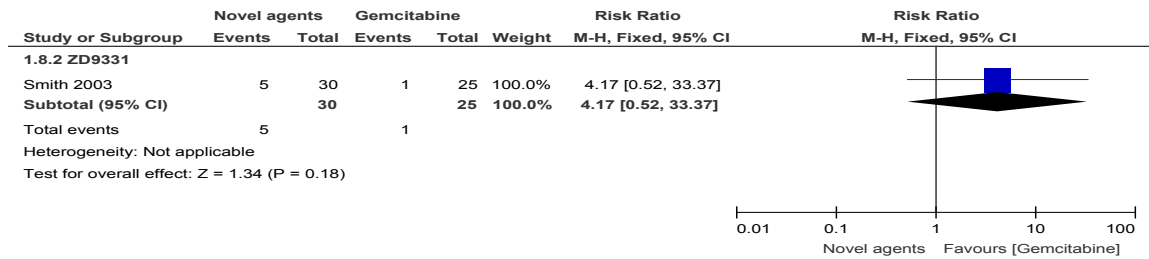 Novel agents Gemcitabine Risk Ratio Risk Ratio
Study or Subgroup Events Total Events Total Weight M-H, Fixed, 95% CI M-H, Fixed, 95% CI
1.8.2 ZD9331
Smith 2003 5 30 1 25 100.0% 4.17 [0.52, 33.37]
Subtotal (95% CI) 30 25 100.0% 4.17 [0.52, 33.37]
Total events 5 1
Heterogeneity: Not applicable
Test for overall effect: Z = 1.34 (P = 0.18)
0.01 0.1 1 10 100
Novel agents Favours [Gemcitabine]